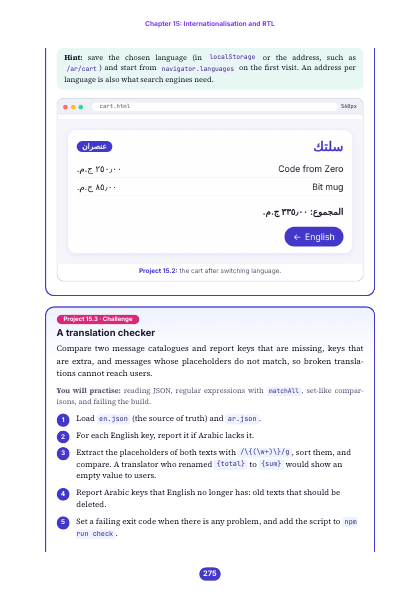 Chapter 15: Internationalisation and RTL
Hint: save the chosen language (in localStorage or the address, such as
/ar/cart) and start from navigator.languages on the first visit. An address per
language is also what search engines need.
cart.html
560px
سلتك
عنصران
Code from Zero
٢٥٠٫٠٠ ج.م.
Bit mug
٨٥٫٠٠ ج.م.
المجموع: ٣٣٥٫٠٠ ج.م.
← English
Project 15.2: the cart after switching language.
Project 15.3 · Challenge
A translation checker
Compare two message catalogues and report keys that are missing, keys that
are extra, and messages whose placeholders do not match, so broken transla-
tions cannot reach users.
You will practise: reading JSON, regular expressions with matchAll, set-like compar-
isons, and failing the build.
1 Load en.json (the source of truth) and ar.json.
2 For each English key, report it if Arabic lacks it.
3 Extract the placeholders of both texts with /\{(\w+)\}/g, sort them, and
compare. A translator who renamed {total} to {sum} would show an
empty value to users.
4 Report Arabic keys that English no longer has: old texts that should be
deleted.
5 Set a failing exit code when there is any problem, and add the script to npm
run check.
275